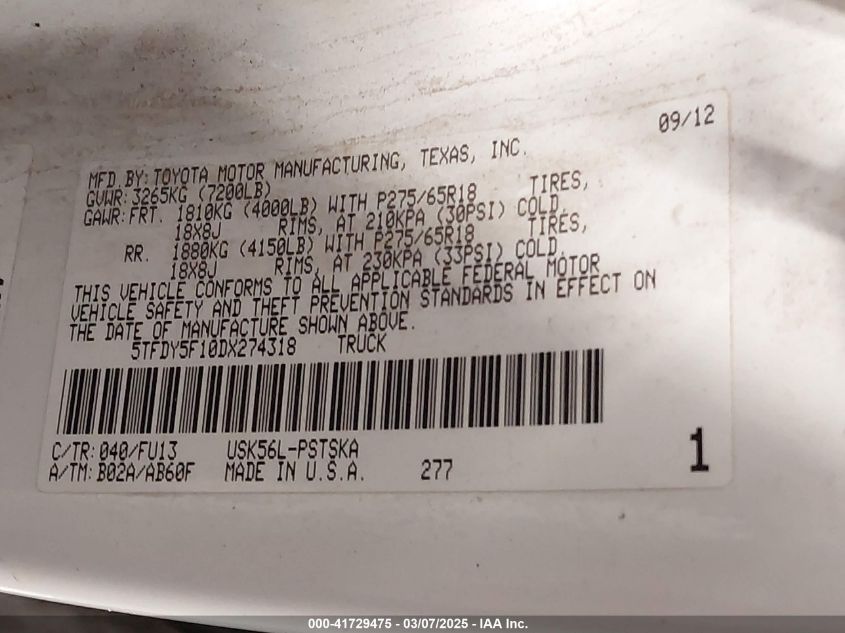 09/12
MFD BY: TOYOTA MOTOR MANUFACTURING, TEXAS, INC.
GVWR: 3265KG (7200LB)
GAWR: FRT. 1810KG (4000LB) WITH P275/65R18 TIRES,
18X8J RIMS, AT 210KPA (30PSI) COLD.
RR. 1880KG (4150LB) WITH P275/65R18 TIRES,
18X8J RIMS, AT 230KPA (33PSI) COLD.
THIS VEHICLE CONFORMS TO ALL APPLICABLE FEDERAL MOTOR
VEHICLE SAFETY AND THEFT PREVENTION STANDARDS IN EFFECT ON
THE DATE OF MANUFACTURE SHOWN ABOVE.
5TFDY5F10DX274318 TRUCK
C/TR: 040/FU13 USK56L-PSTSKA
A/TM: B02A/AB60F MADE IN U.S.A. 277
1
000-41729475 - 03/07/2025 - IAA Inc.